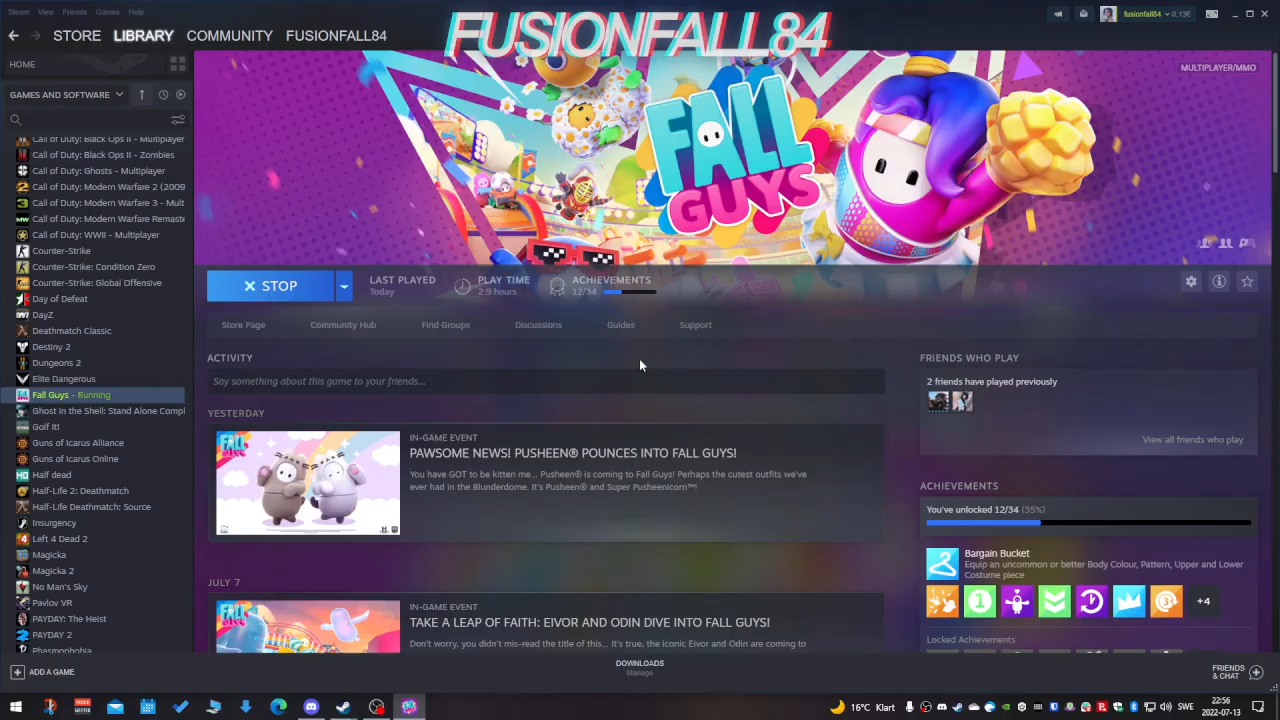 Steam View Friends Games Help
fusionfall84 0,13€
STORE LIBRARY COMMUNITY FUSIONFALL84
FUSIONFALL84
HOME
GAMES AND SOFTWARE
Call of Duty: Black Ops II - Multiplayer
Call of Duty: Black Ops II - Zombies
Call of Duty: Ghosts - Multiplayer
Call of Duty: Modern Warfare 2 (2009
Call of Duty: Modern Warfare 3 - Mult
Call of Duty: Modern Warfare Remaste
Call of Duty: WWII - Multiplayer
Counter-Strike
Counter-Strike: Condition Zero
Counter-Strike: Global Offensive
Day of Defeat
DayZ
Deathmatch Classic
Destiny 2
Dungeons 2
Elite Dangerous
Fall Guys - Running
Ghost in the Shell: Stand Alone Compl
Golf It!
Guns of Icarus Alliance
Guns of Icarus Online
Half dead
Half-Life 2: Deathmatch
Half-Life Deathmatch: Source
Insurgency
Left 4 Dead 2
Magicka
Magicka 2
No Man's Sky
Pavlov VR
PAYDAY: The Heist
PAYDAY 2
Phasmophobia
ADD A GAME
MULTIPLAYER/MMO
FALL
GUYS
STOP
LAST PLAYED
Today
PLAY TIME
2.9 hours
ACHIEVEMENTS
12/34
Store Page Community Hub Find Groups Discussions Guides Support
ACTIVITY
Say something about this game to your friends...
YESTERDAY
IN-GAME EVENT
PAWSOME NEWS! PUSHEEN® POUNCES INTO FALL GUYS!
You have GOT to be kitten me... Pusheen® is coming to Fall Guys! Perhaps the cutest outfits we've
ever had in the Blunderdome. It's Pusheen® and Super Pusheenicorn™!
JULY 7
IN-GAME EVENT
TAKE A LEAP OF FAITH: EIVOR AND ODIN DIVE INTO FALL GUYS!
Don't worry, you didn't mis-read the title of this... It's true, the iconic Eivor and Odin are coming to
FRIENDS WHO PLAY
2 friends have played previously
View all friends who play
ACHIEVEMENTS
You've unlocked 12/34 (35%)
Bargain Bucket
Equip an uncommon or better Body Colour, Pattern, Upper and Lower
Costume piece
+4
Locked Achievements
DOWNLOADS
Manage
FRIENDS
& CHAT
16°C Klart
SWE
22:56
2022-07-13